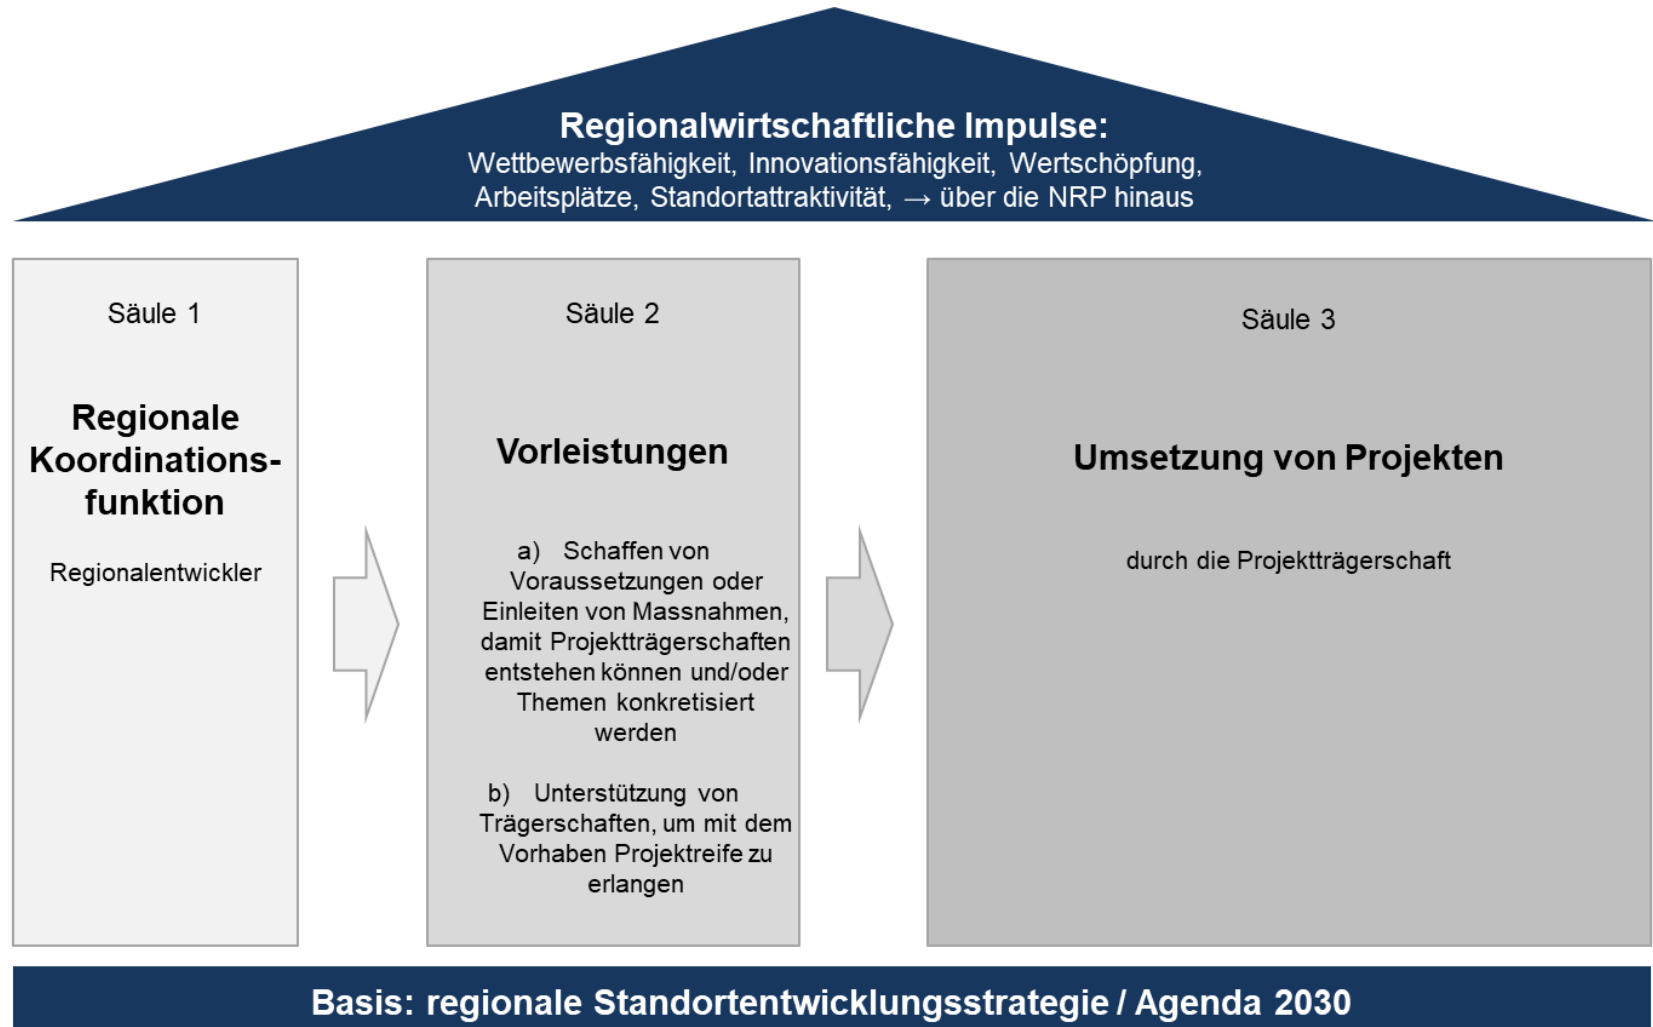 Regionalwirtschaftliche Impulse:
Wettbewerbsfähigkeit, Innovationsfähigkeit, Wertschöpfung,
Arbeitsplätze, Standortattraktivität, → über die NRP hinaus
Säule 1
Regionale
Koordinations-
funktion
Regionalentwickler
Säule 2
Vorleistungen
a) Schaffen von
Voraussetzungen oder
Einleiten von Massnahmen,
damit Projektträgerschaften
entstehen können und/oder
Themen konkretisiert
werden
b) Unterstützung von
Trägerschaften, um mit dem
Vorhaben Projektreife zu
erlangen
Säule 3
Umsetzung von Projekten
durch die Projektträgerschaft
Basis: regionale Standortentwicklungsstrategie / Agenda 2030